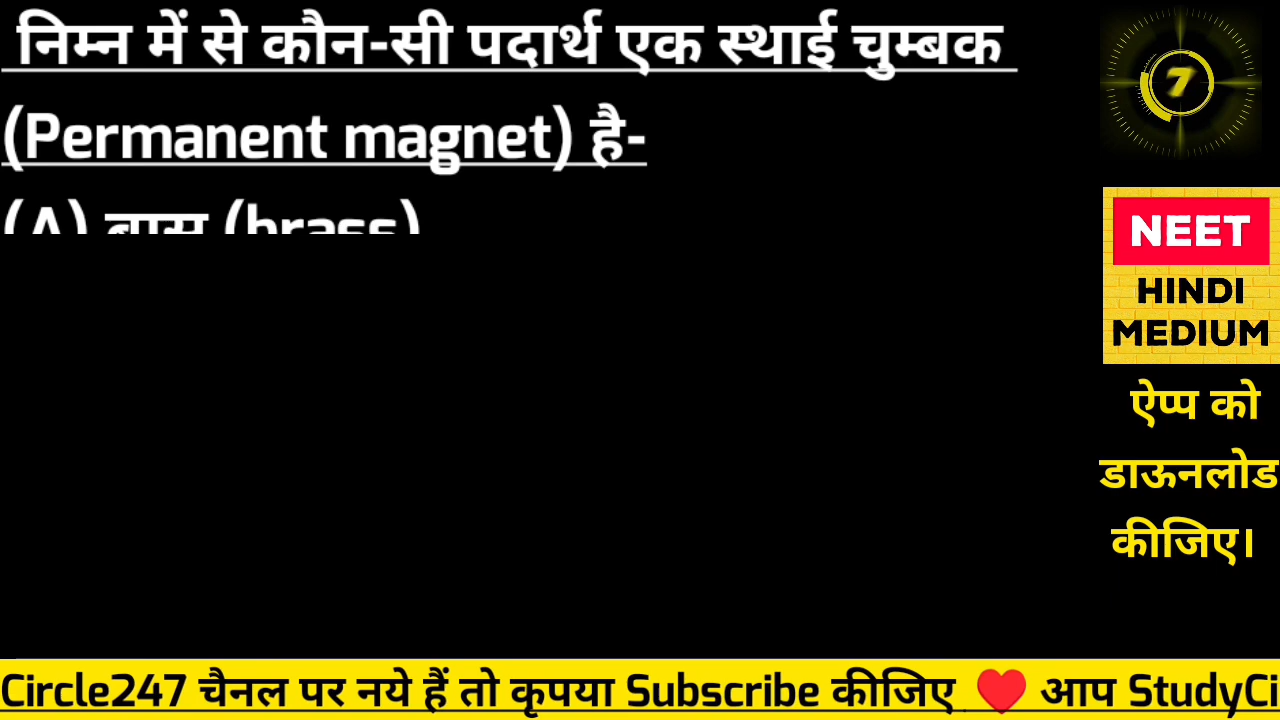 निम्न में से कौन-सी पदार्थ एक स्थाई चुम्बक
(Permanent magnet) है-
(A) ब्रास (brass)
7
NEET
HINDI
MEDIUM
ऐप्प को
डाऊनलोड
कीजिए।
Circle247 चैनल पर नये हैं तो कृपया Subscribe कीजिए ❤️ आप StudyCi